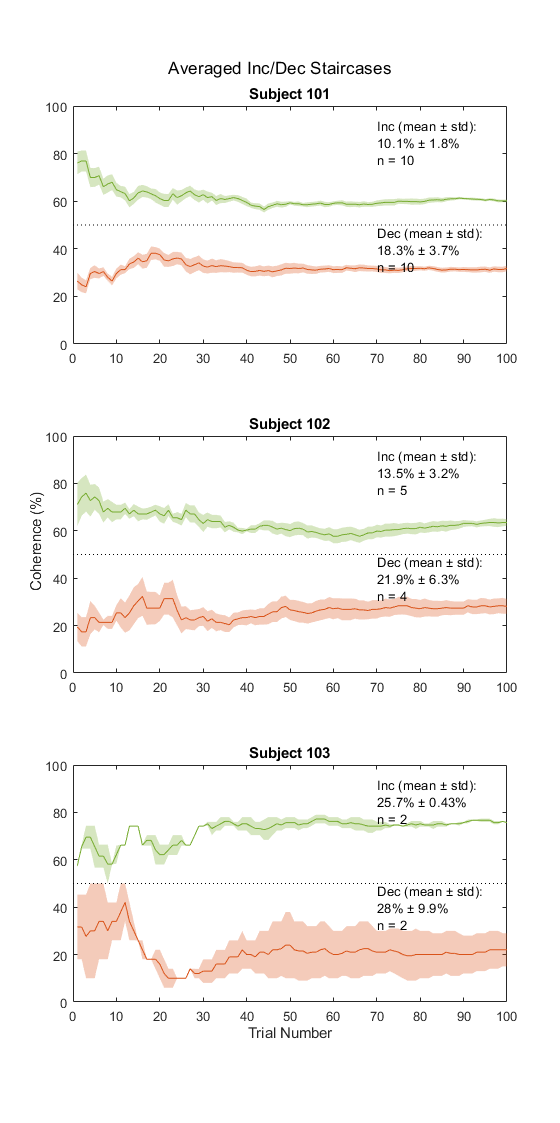 Averaged Inc/Dec Staircases
Subject 101
100
80
60
40
20
0
Inc (mean ± std):
10.1% ± 1.8%
n = 10
Dec (mean ± std):
18.3% ± 3.7%
n = 10
0 10 20 30 40 50 60 70 80 90 100
Subject 102
Coherence (%)
100
80
60
40
20
0
Inc (mean ± std):
13.5% ± 3.2%
n = 5
Dec (mean ± std):
21.9% ± 6.3%
n = 4
0 10 20 30 40 50 60 70 80 90 100
Subject 103
100
80
60
40
20
0
Inc (mean ± std):
25.7% ± 0.43%
n = 2
Dec (mean ± std):
28% ± 9.9%
n = 2
0 10 20 30 40 50 60 70 80 90 100
Trial Number